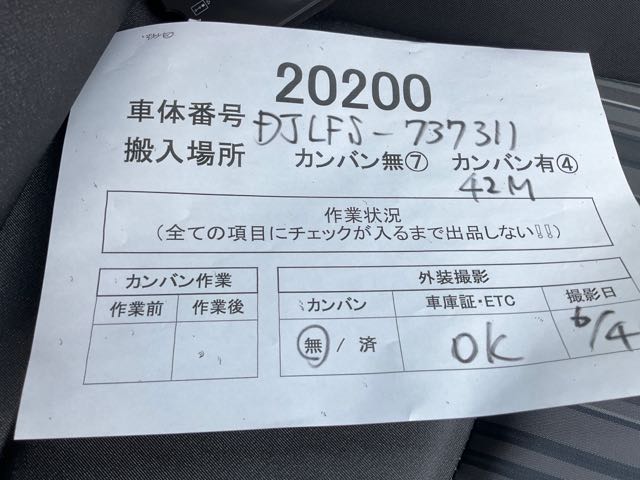 白修
20200
車体番号 DJLFS-737311
搬入場所 カンバン無⑦ カンバン有④
42M
作業状況
(全ての項目にチェックが入るまで出品しない!!)
カンバン作業 外装撮影
作業前 作業後 カンバン 車庫証・ETC 撮影日
無 / 済 OK 6/4